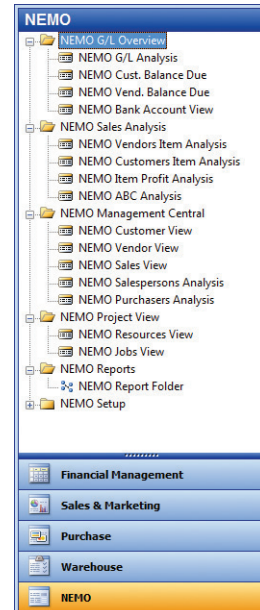 NEMO
NEMO G/L Overview
NEMO G/L Analysis
NEMO Cust. Balance Due
NEMO Vend. Balance Due
NEMO Bank Account View
NEMO Sales Analysis
NEMO Vendors Item Analysis
NEMO Customers Item Analysis
NEMO Item Profit Analysis
NEMO ABC Analysis
NEMO Management Central
NEMO Customer View
NEMO Vendor View
NEMO Sales View
NEMO Salespersons Analysis
NEMO Purchasers Analysis
NEMO Project View
NEMO Resources View
NEMO Jobs View
NEMO Reports
NEMO Report Folder
NEMO Setup
Financial Management
Sales & Marketing
Purchase
Warehouse
NEMO